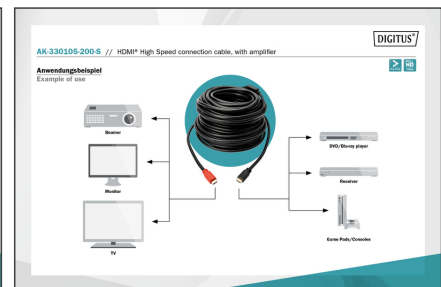 DIGITUS®
AK-330105-200-S // HDMI® High Speed connection cable, with amplifier
Anwendungsbeispiel
Example of use
HD
Beamer
Monitor
TV
DVD/Blu-ray player
Receiver
Game Pads/Consoles